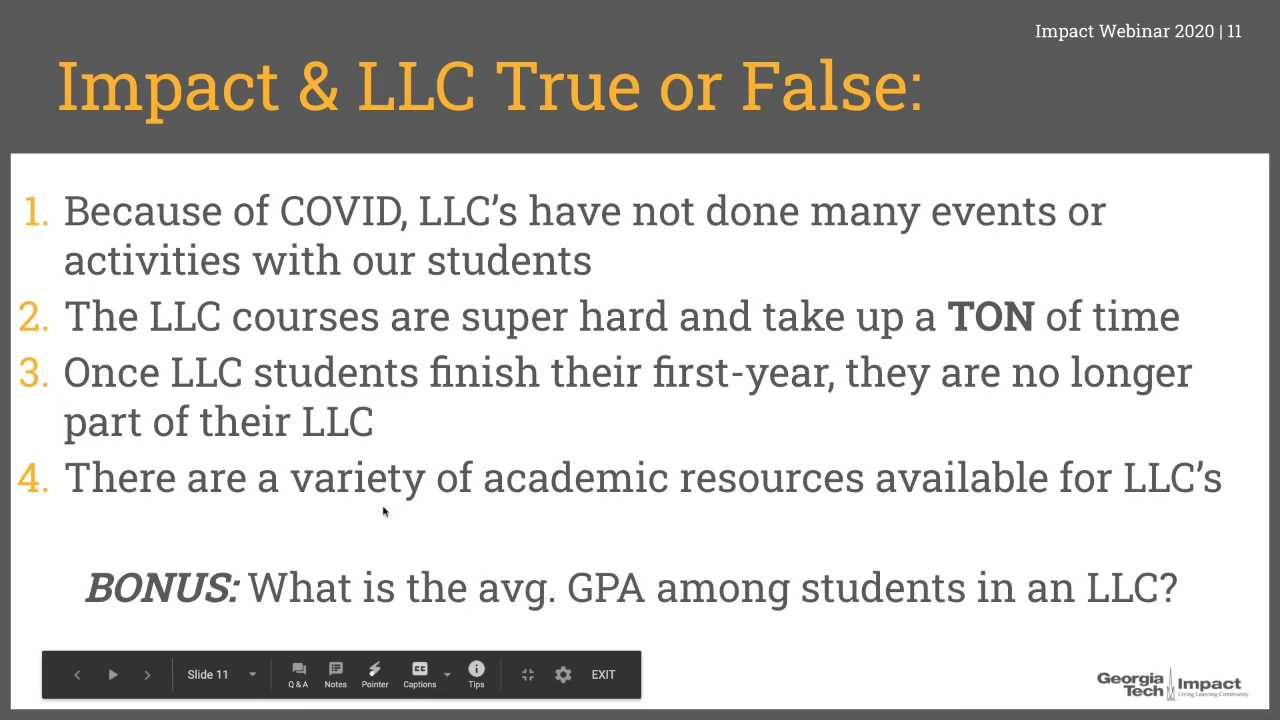 Impact Webinar 2020 | 11
Impact & LLC True or False:
1. Because of COVID, LLC's have not done many events or
activities with our students
2. The LLC courses are super hard and take up a TON of time
3. Once LLC students finish their first-year, they are no longer
part of their LLC
4. There are a variety of academic resources available for LLC's
BONUS: What is the avg. GPA among students in an LLC?
Slide 11
Q & A
Notes
Pointer
CC
Captions
Tips
EXIT
Georgia
Tech
Impact
Living Learning Community